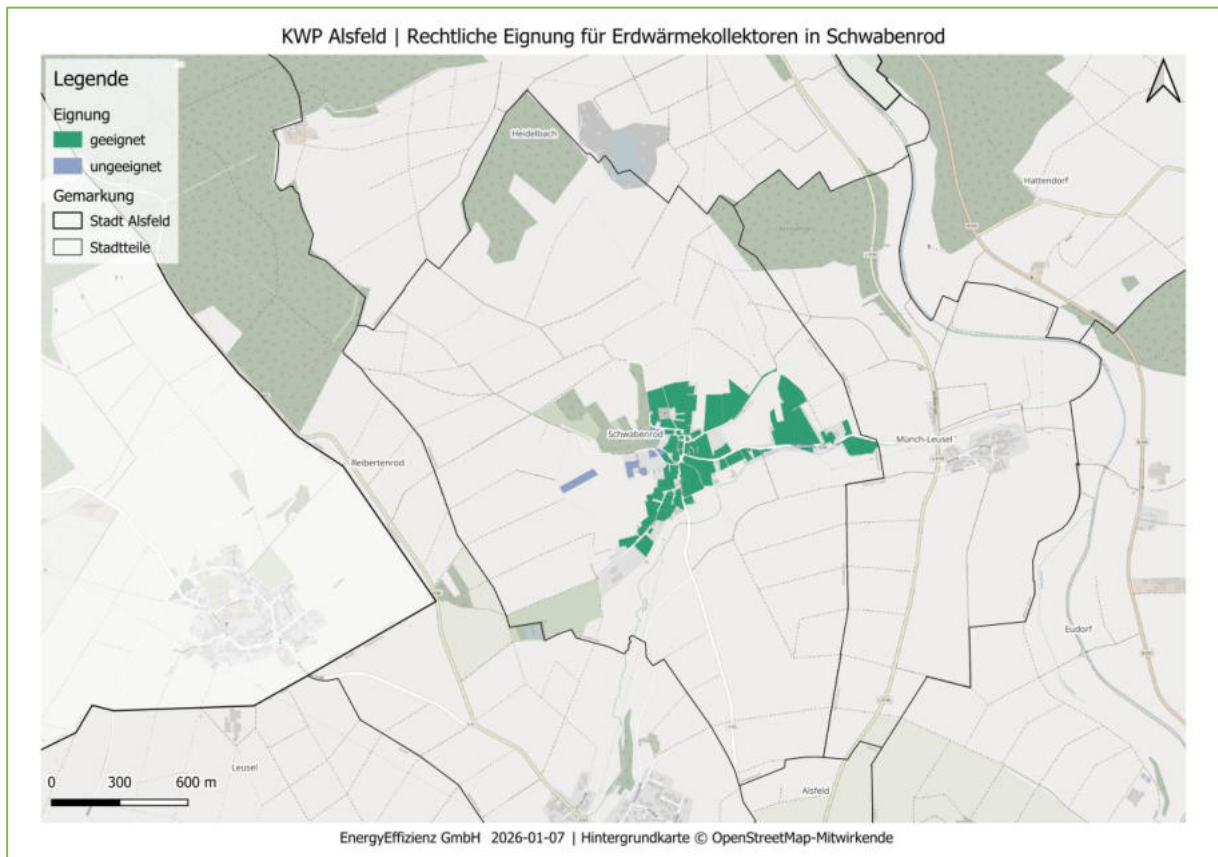 KWP Alsfeld | Rechtliche Eignung für Erdwärmekollektoren in Schwabenrod
Legende
Eignung
geeignet
ungeeignet
Gemarkung
Stadt Alsfeld
Stadtteile
Heidelbach
Hattendorf
Schwabenrod
Münch-Leusel
Reibertenrod
Eudorf
Leusel
Alsfeld
0 300 600 m
EnergyEffizienz GmbH 2026-01-07 | Hintergrundkarte © OpenStreetMap-Mitwirkende